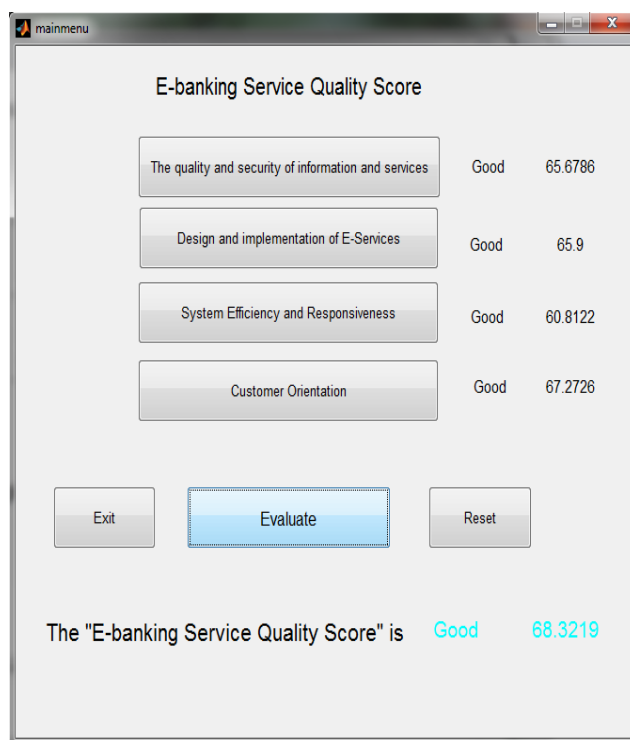 mainmenu
E-banking Service Quality Score
The quality and security of information and services Good 65.6786
Design and implementation of E-Services Good 65.9
System Efficiency and Responsiveness Good 60.8122
Customer Orientation Good 67.2726
Exit Evaluate Reset
The "E-banking Service Quality Score" is Good 68.3219